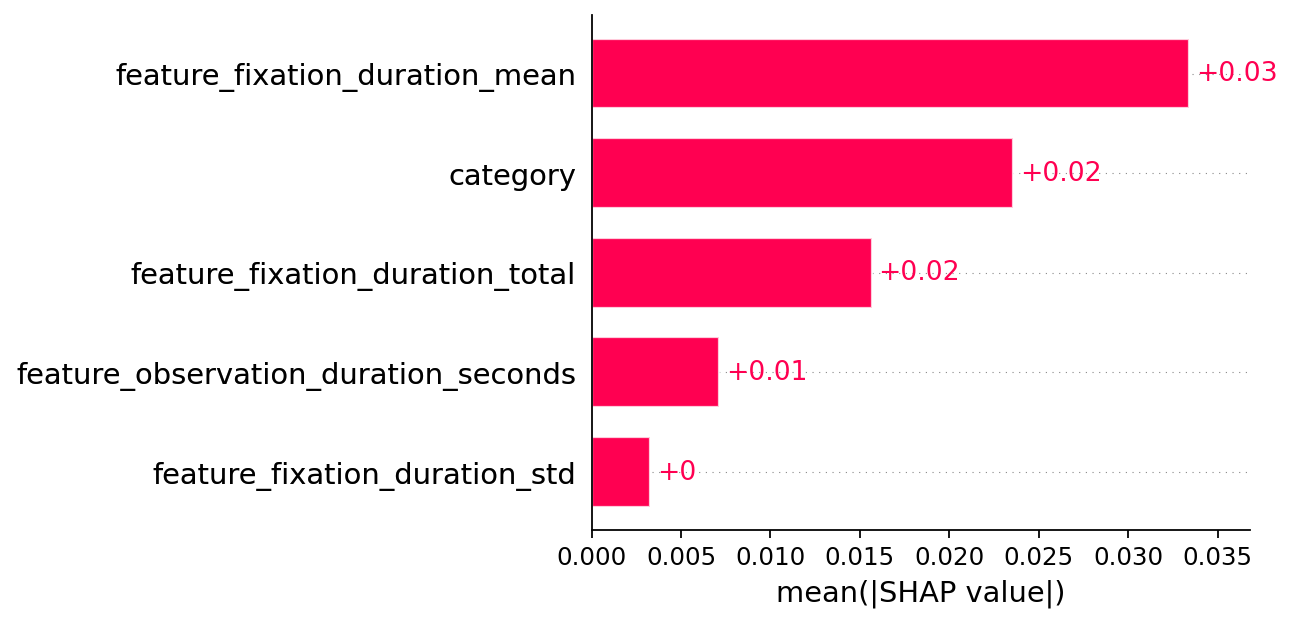 feature_fixation_duration_mean +0.03
category +0.02
feature_fixation_duration_total +0.02
feature_observation_duration_seconds +0.01
feature_fixation_duration_std +0
0.000 0.005 0.010 0.015 0.020 0.025 0.030 0.035
mean(|SHAP value|)